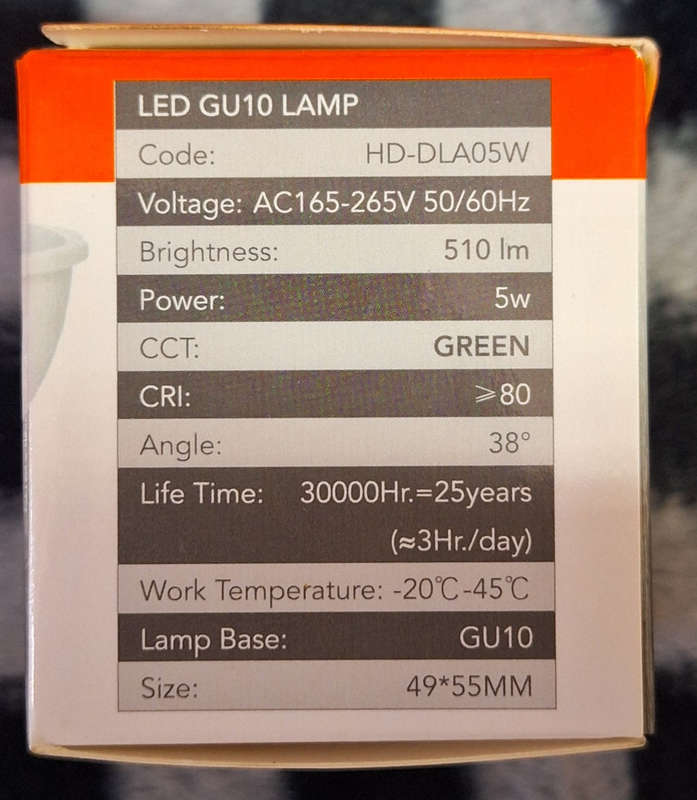 LED GU10 LAMP
Code: HD-DLA05W
Voltage: AC165-265V 50/60Hz
Brightness: 510 lm
Power: 5w
CCT: GREEN
CRI: ⩾80
Angle: 38°
Life Time: 30000Hr.=25years
(≈3Hr./day)
Work Temperature: -20℃-45℃
Lamp Base: GU10
Size: 49*55MM